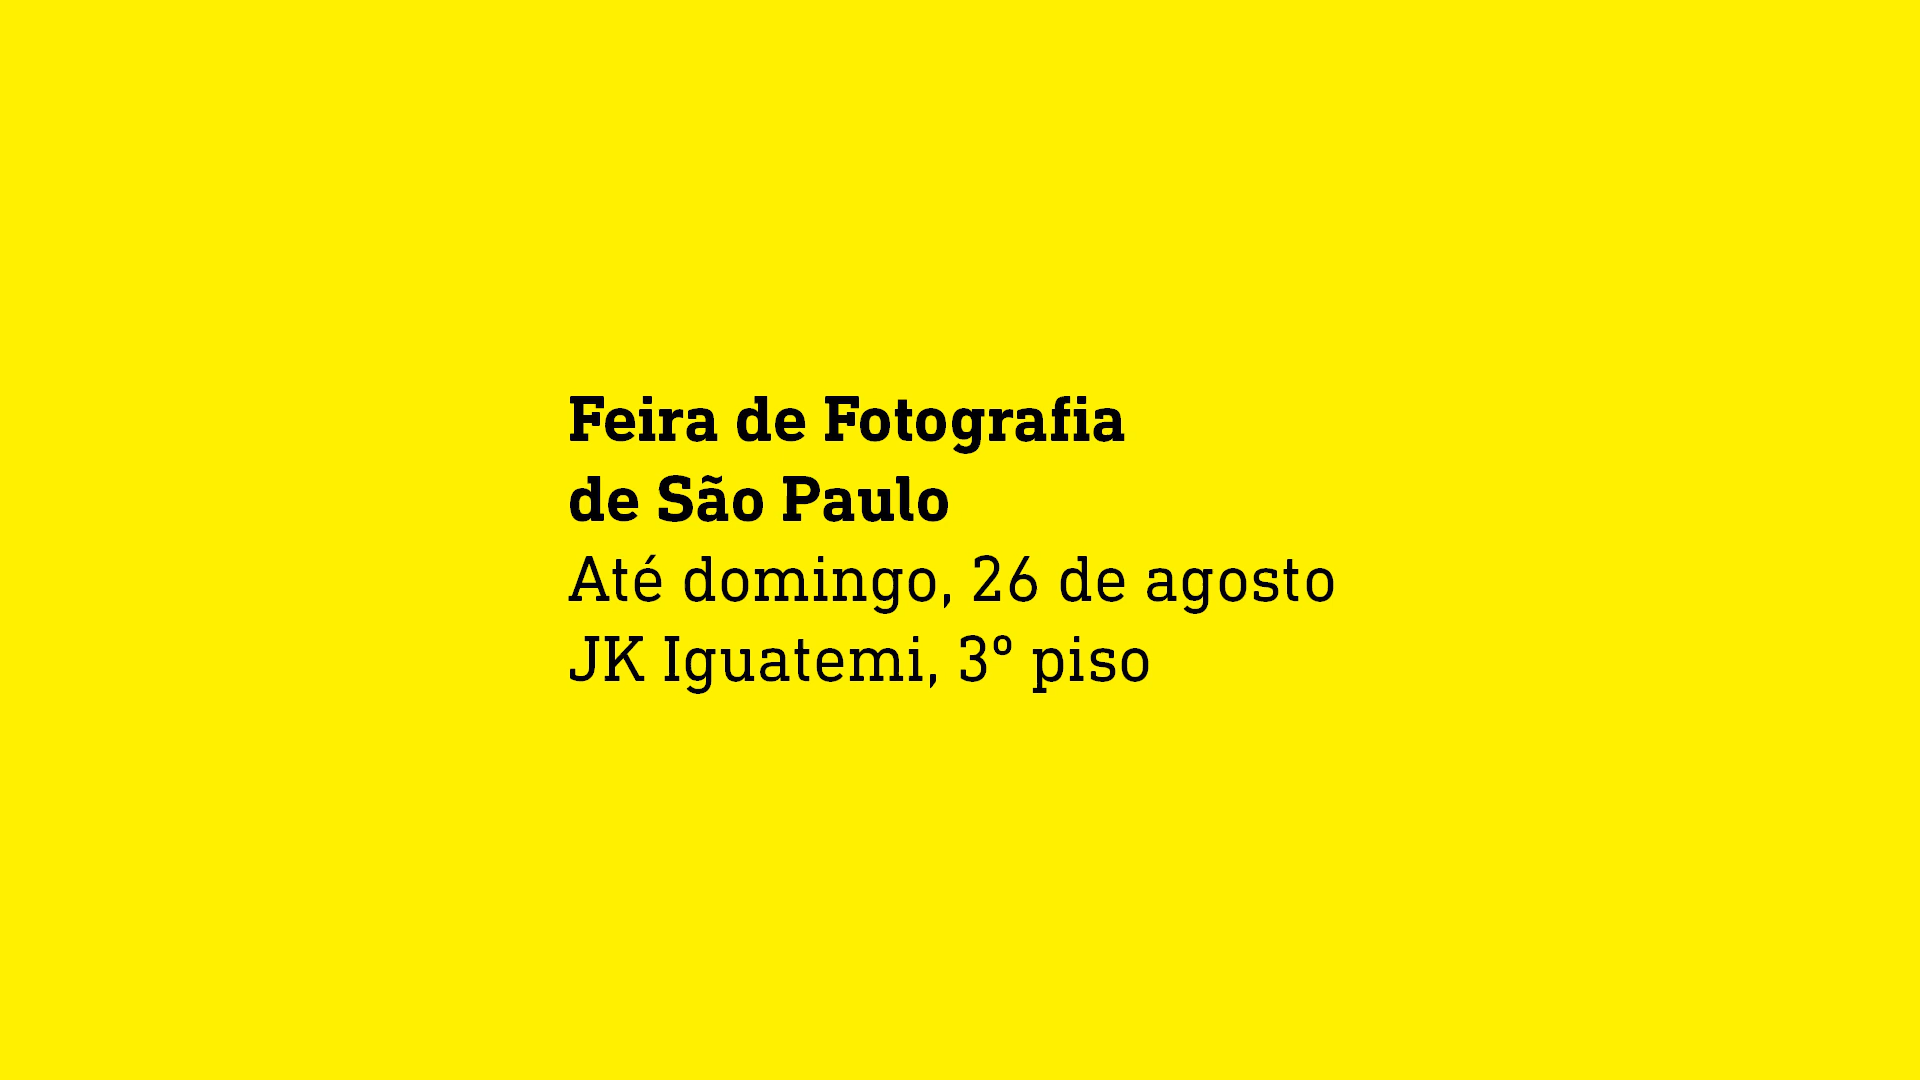 Feira de Fotografia
de São Paulo
Até domingo, 26 de agosto
JK Iguatemi, 3º piso